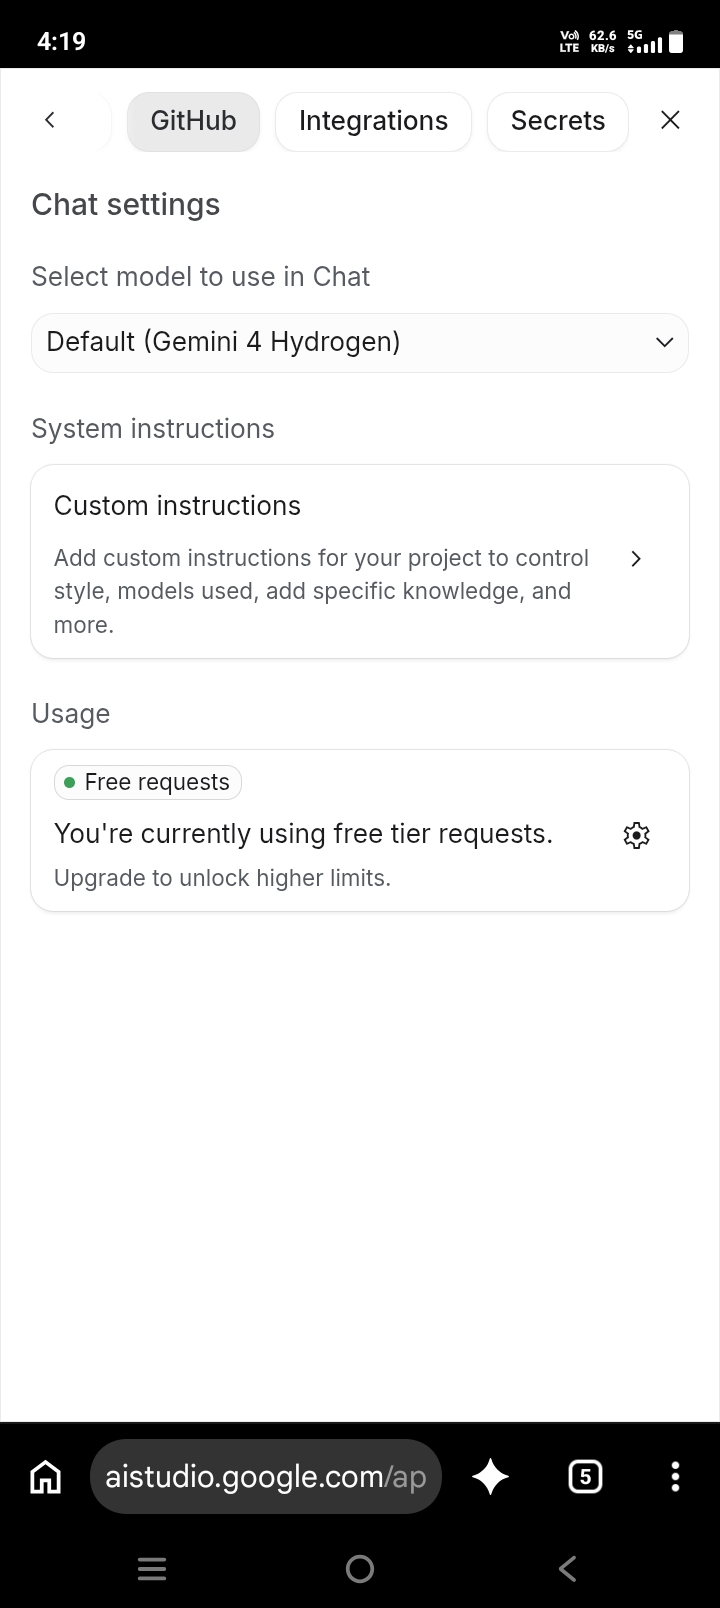 4:19
Vo)) LTE 62.6 KB/s 5G
GitHub Integrations Secrets
Chat settings
Select model to use in Chat
Default (Gemini 4 Hydrogen)
System instructions
Custom instructions
Add custom instructions for your project to control
style, models used, add specific knowledge, and
more.
Usage
Free requests
You're currently using free tier requests.
Upgrade to unlock higher limits.
aistudio.google.com/ap
5